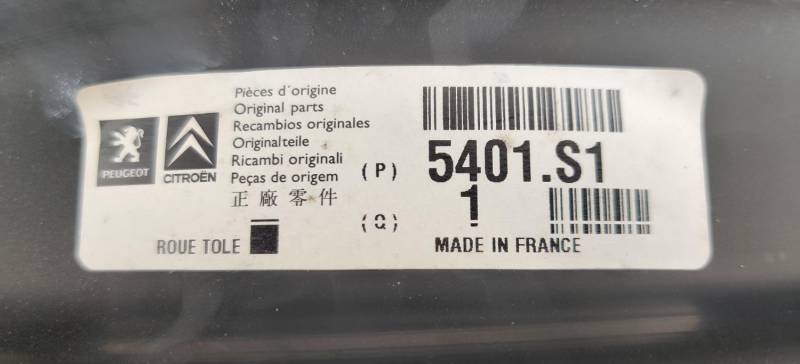 Pièces d'origine
Original parts
Recambios originales
Originalteile
Ricambi originali
Peças de origem
正廠零件
PEUGEOT
CITROËN
(P) 5401.S1
(Q) 1
ROUE TOLE
MADE IN FRANCE